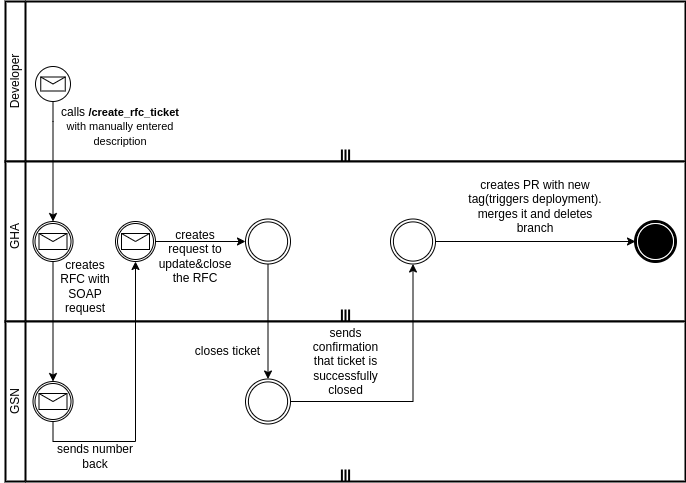 Developer
calls /create_rfc_ticket
with manually entered
description
GHA
creates
RFC with
SOAP
request
creates
request to
update&close
the RFC
creates PR with new
tag(triggers deployment).
merges it and deletes
branch
GSN
sends number
back
closes ticket
sends
confirmation
that ticket is
successfully
closed